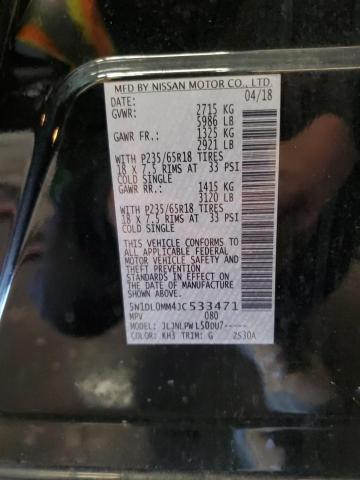 MFD BY NISSAN MOTOR CO., LTD.
DATE: 04/18
GVWR: 2715 KG
5986 LB
GAWR FR.: 1325 KG
2921 LB
WITH P235/65R18 TIRES
18 x 7.5 RIMS AT 33 PSI
COLD SINGLE
GAWR RR.: 1415 KG
3120 LB
WITH P235/65R18 TIRES
18 x 7.5 RIMS AT 33 PSI
COLD SINGLE
THIS VEHICLE CONFORMS TO
ALL APPLICABLE FEDERAL
MOTOR VEHICLE SAFETY AND
THEFT PREVENTION
STANDARDS IN EFFECT ON
THE DATE OF MANUFACTURE
SHOWN ABOVE.
5N1DL0MM4JC533471
MPV 080
MODEL: JLJNLPW L50DU7-----
COLOR: KH3 TRIM: G 2S30A